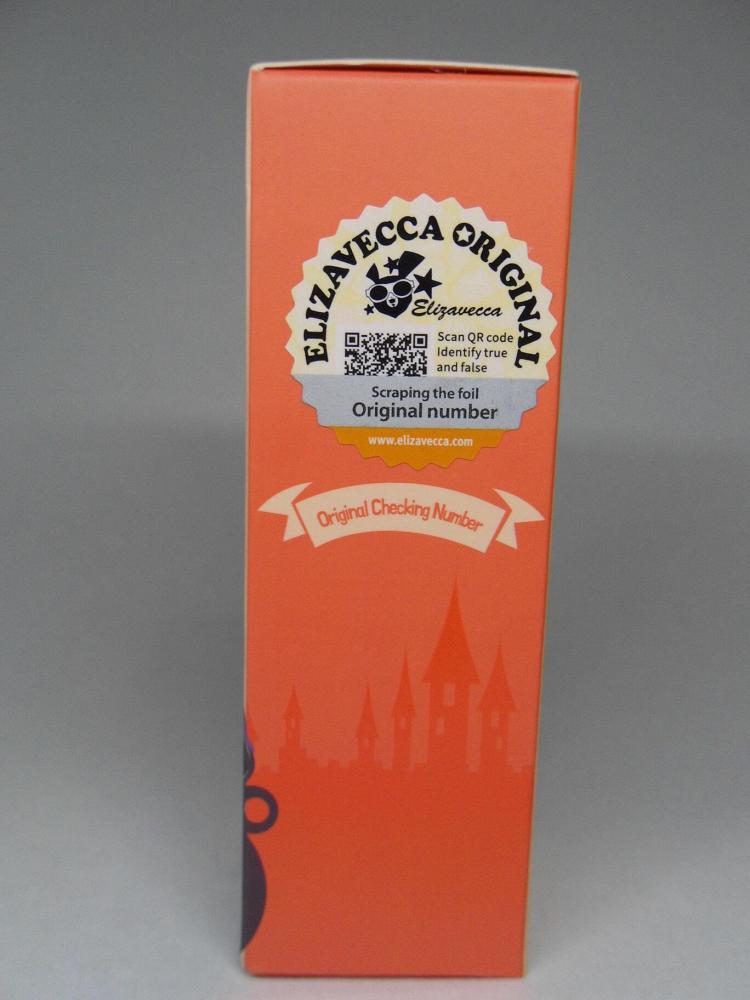 ELIZAVECCA ORIGINAL
Elizavecca
Scan QR code
Identify true
and false
Scraping the foil
Original number
www.elizavecca.com
Original Checking Number